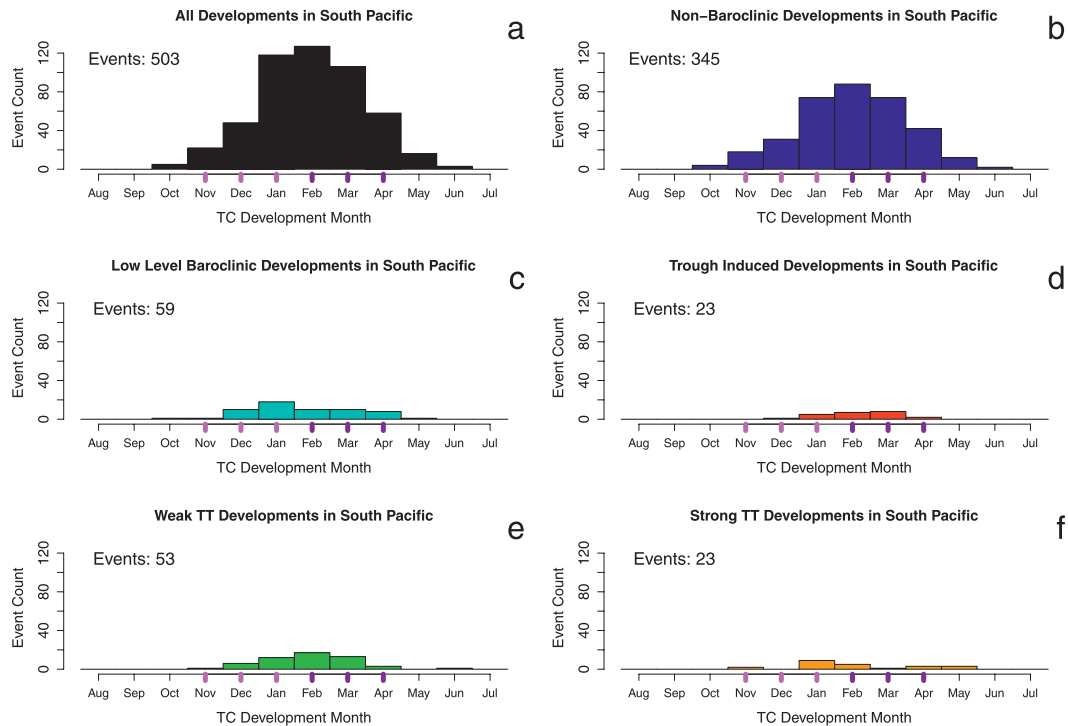 All Developments in South Pacific
a
Events: 503
Event Count
0 40 80 120
Aug Sep Oct Nov Dec Jan Feb Mar Apr May Jun Jul
TC Development Month
Non−Baroclinic Developments in South Pacific
b
Events: 345
Event Count
0 40 80 120
Aug Sep Oct Nov Dec Jan Feb Mar Apr May Jun Jul
TC Development Month
Low Level Baroclinic Developments in South Pacific
c
Events: 59
Event Count
0 40 80 120
Aug Sep Oct Nov Dec Jan Feb Mar Apr May Jun Jul
TC Development Month
Trough Induced Developments in South Pacific
d
Events: 23
Event Count
0 40 80 120
Aug Sep Oct Nov Dec Jan Feb Mar Apr May Jun Jul
TC Development Month
Weak TT Developments in South Pacific
e
Events: 53
Event Count
0 40 80 120
Aug Sep Oct Nov Dec Jan Feb Mar Apr May Jun Jul
TC Development Month
Strong TT Developments in South Pacific
f
Events: 23
Event Count
0 40 80 120
Aug Sep Oct Nov Dec Jan Feb Mar Apr May Jun Jul
TC Development Month